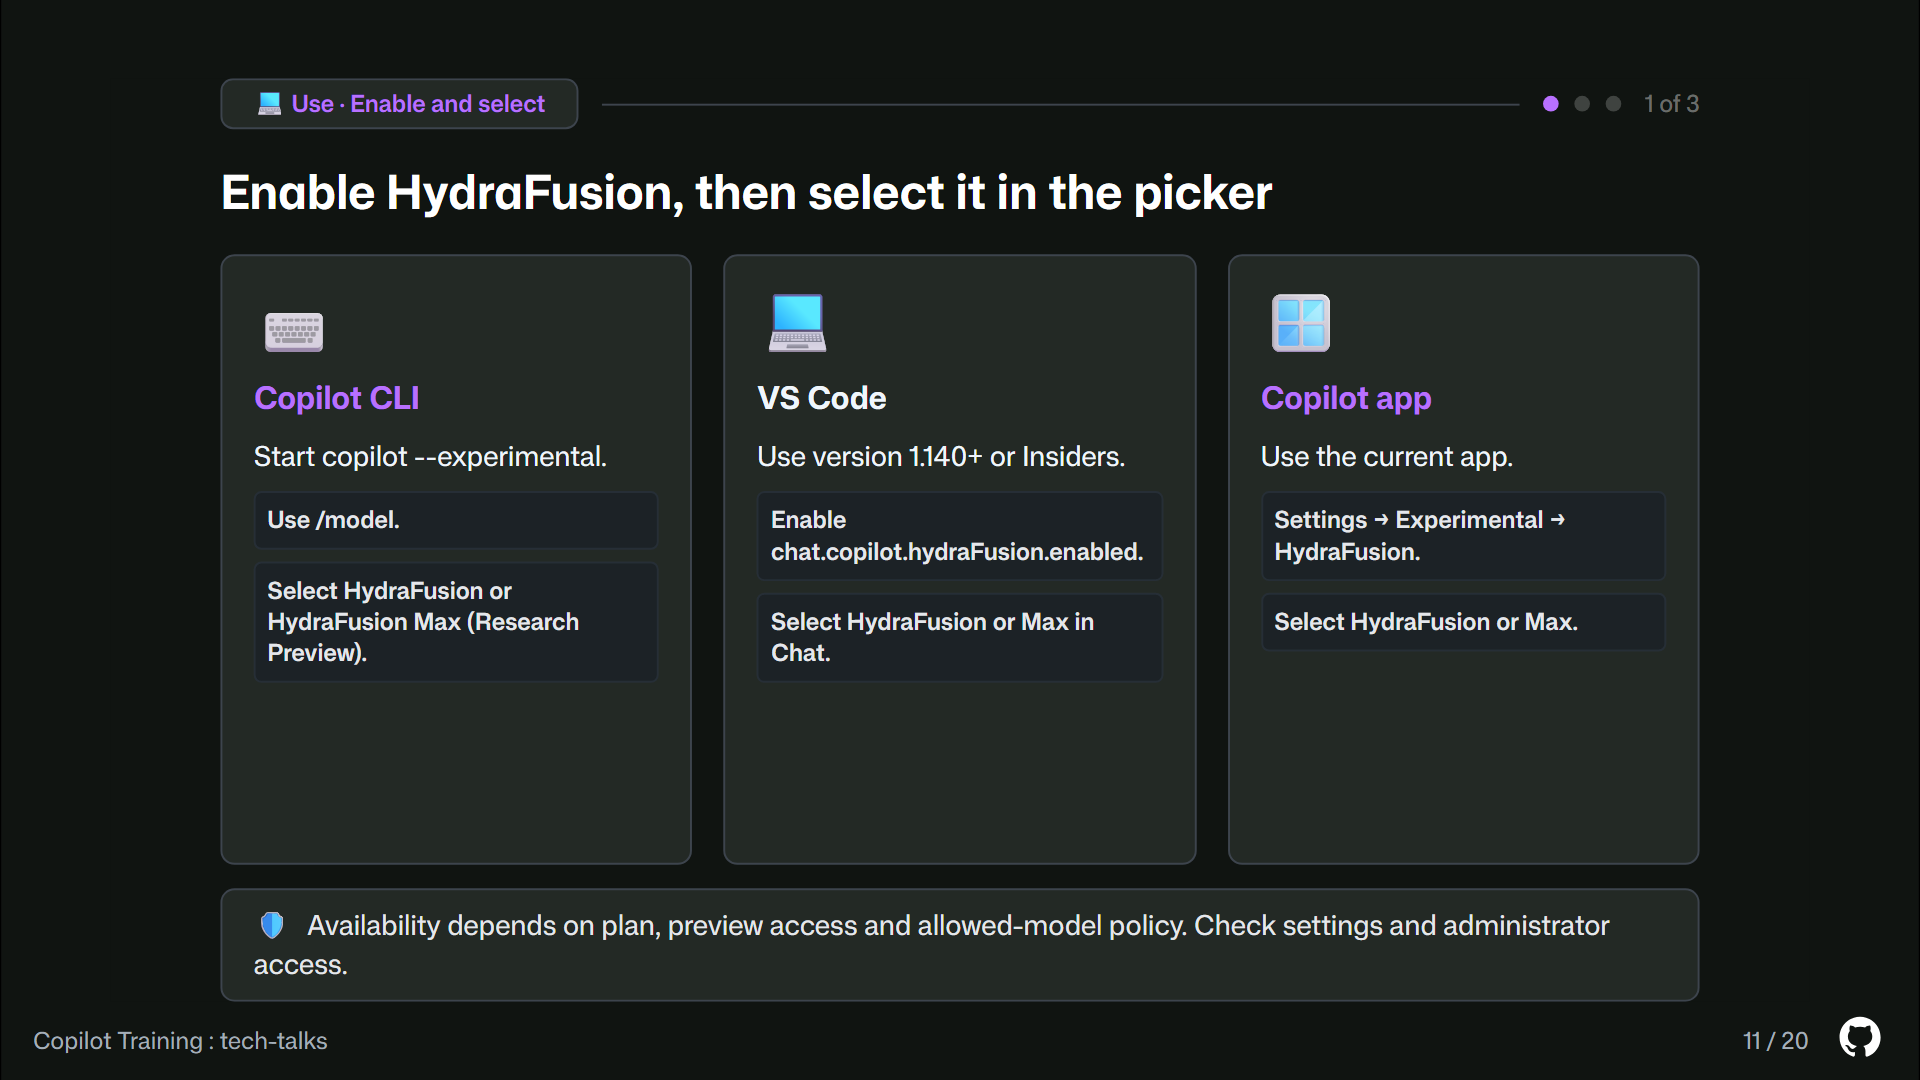 Use · Enable and select
1 of 3
Enable HydraFusion, then select it in the picker
Copilot CLI
Start copilot --experimental.
Use /model.
Select HydraFusion or
HydraFusion Max (Research
Preview).
VS Code
Use version 1.140+ or Insiders.
Enable
chat.copilot.hydraFusion.enabled.
Select HydraFusion or Max in
Chat.
Copilot app
Use the current app.
Settings → Experimental →
HydraFusion.
Select HydraFusion or Max.
Availability depends on plan, preview access and allowed-model policy. Check settings and administrator
access.
Copilot Training : tech-talks
11 / 20